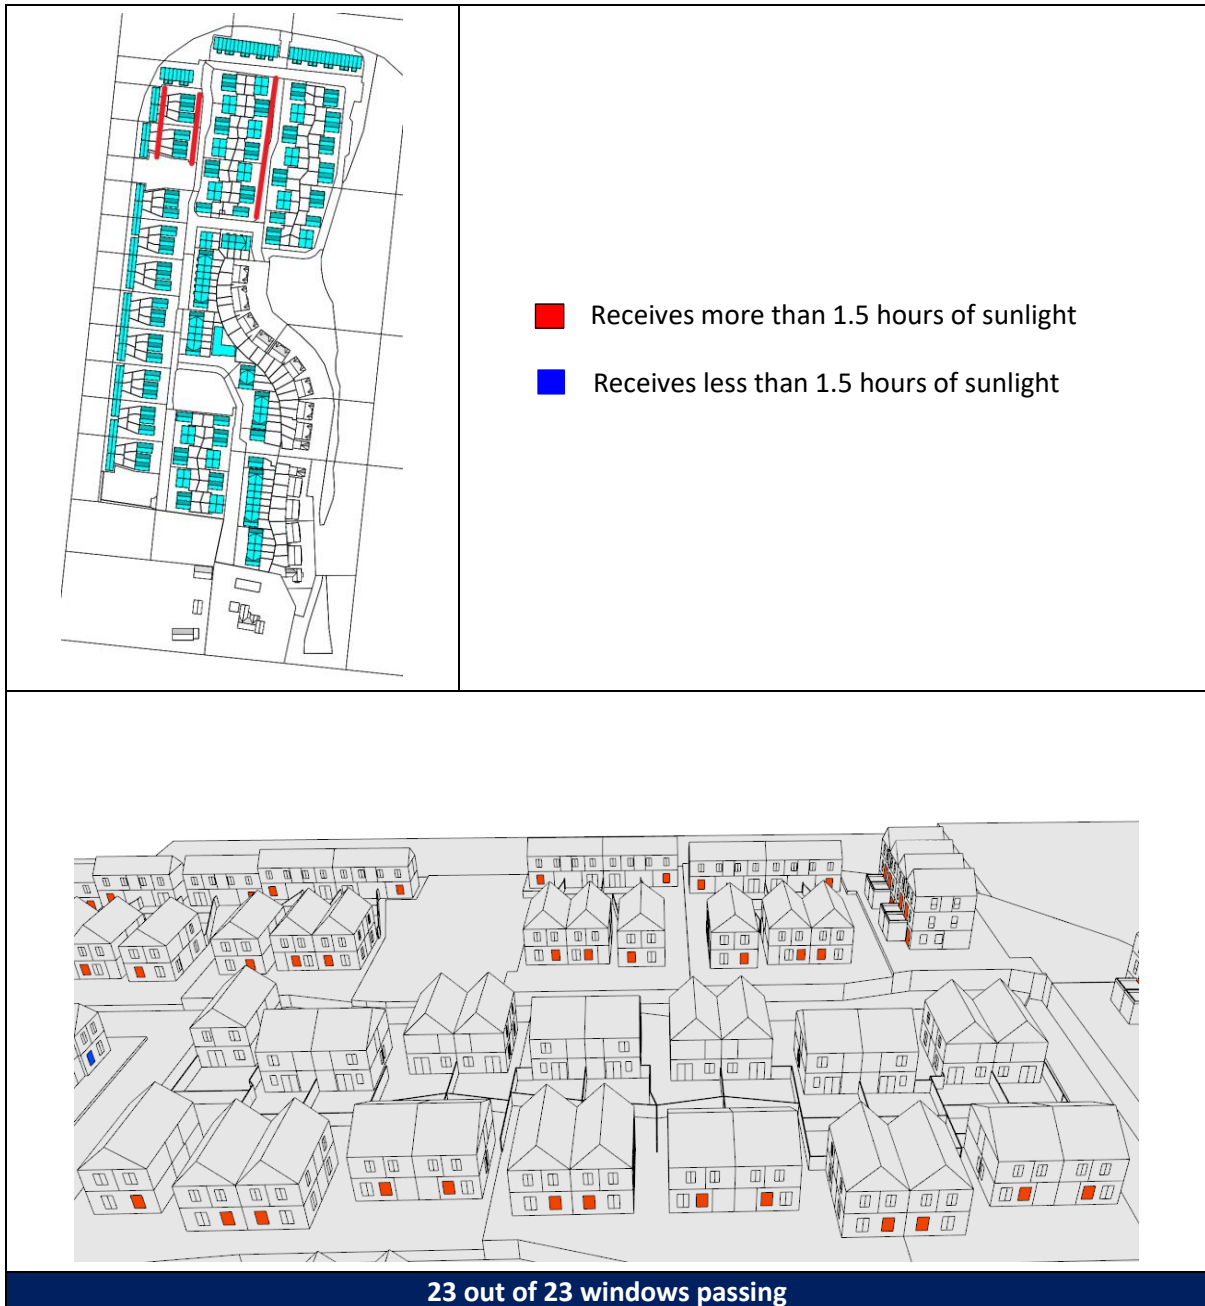 Receives more than 1.5 hours of sunlight
Receives less than 1.5 hours of sunlight
23 out of 23 windows passing